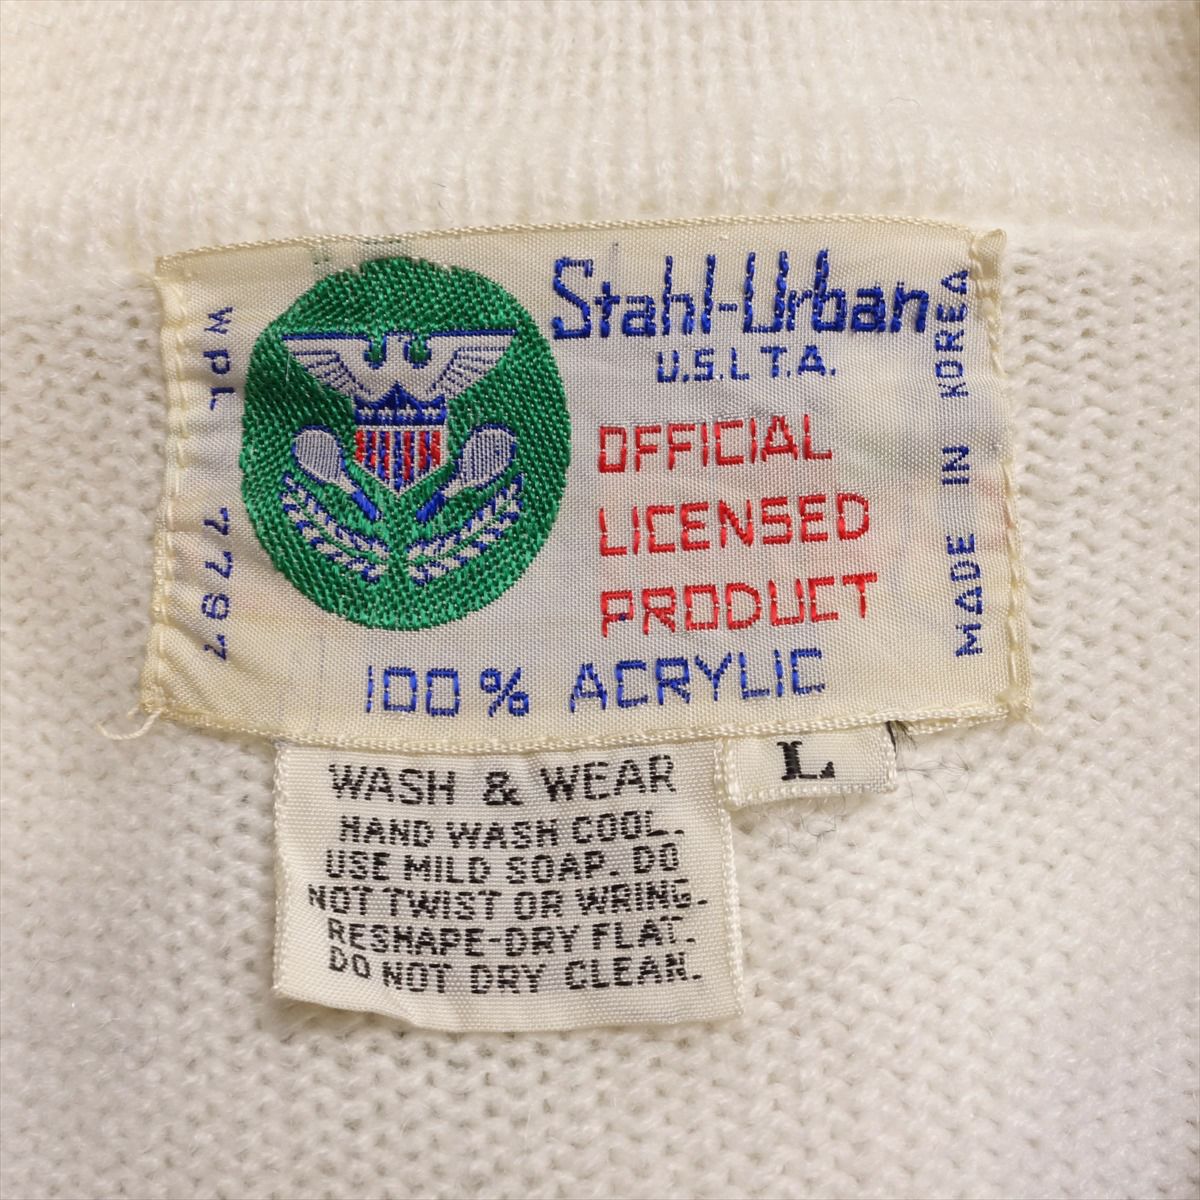 WPL 7797
Stahl-Urban
U.S.L.T.A.
OFFICIAL
LICENSED
PRODUCT
100% ACRYLIC
MADE IN KOREA
L
WASH & WEAR
HAND WASH COOL.
USE MILD SOAP. DO
NOT TWIST OR WRING.
RESHAPE-DRY FLAT.
DO NOT DRY CLEAN.